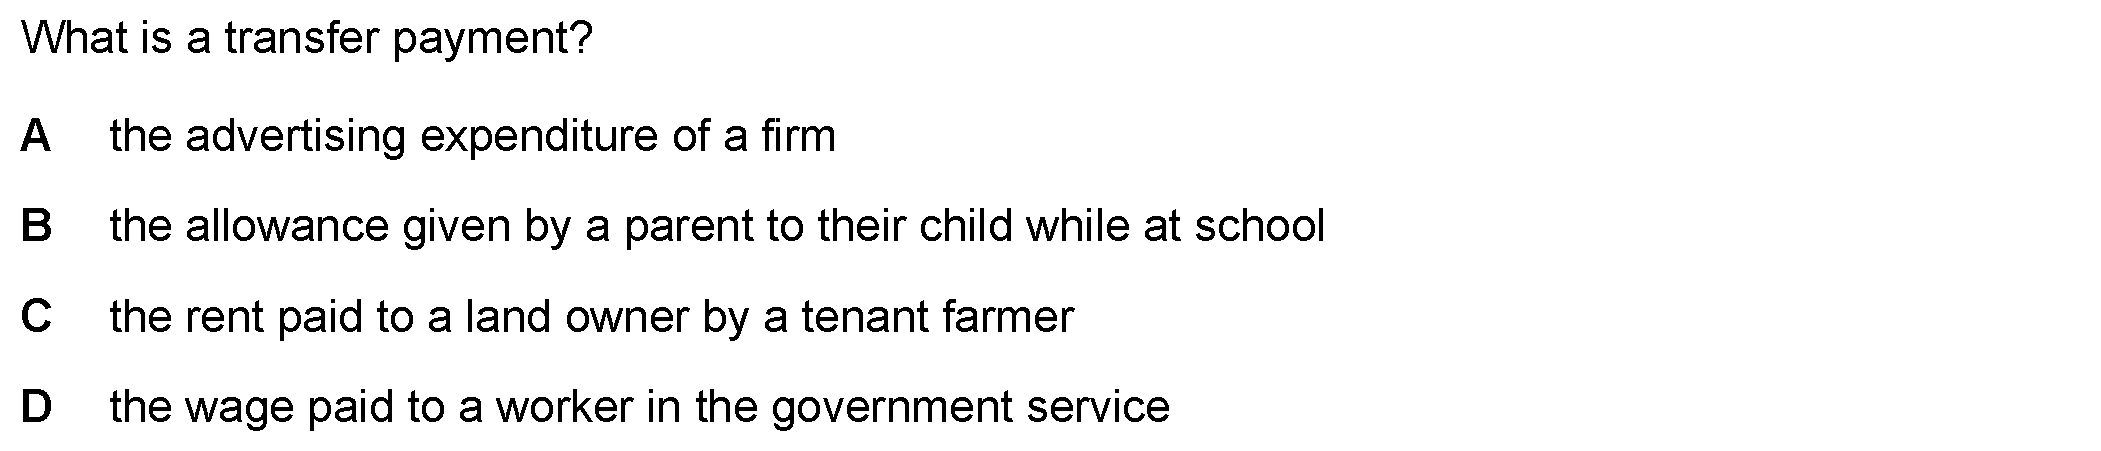 What is a transfer payment?
A the advertising expenditure of a firm
B the allowance given by a parent to their child while at school
C the rent paid to a land owner by a tenant farmer
D the wage paid to a worker in the government service